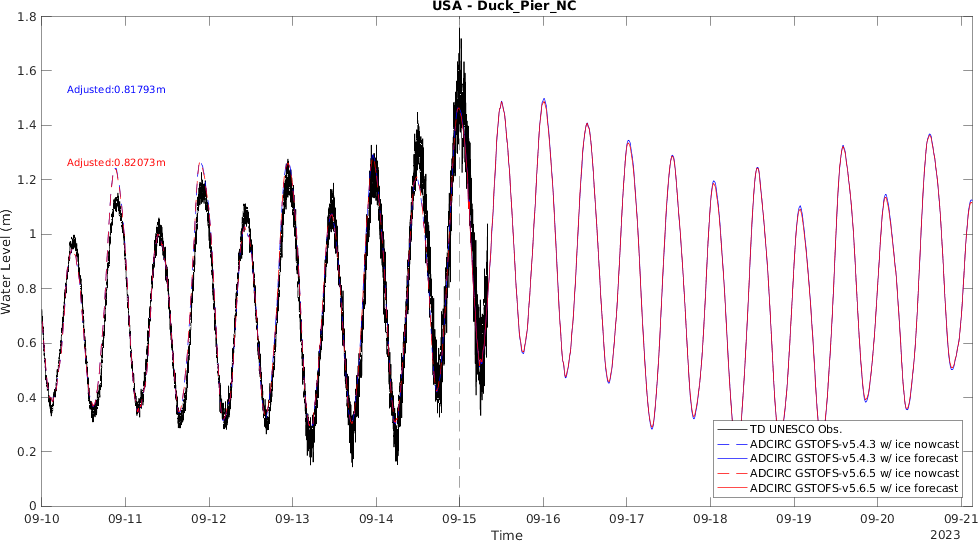 USA - Duck_Pier_NC
Water Level (m)
1.8
1.6
1.4
1.2
1
0.8
0.6
0.4
0.2
0
Adjusted:0.81793m
Adjusted:0.82073m
TD UNESCO Obs.
ADCIRC GSTOFS-v5.4.3 w/ ice nowcast
ADCIRC GSTOFS-v5.4.3 w/ ice forecast
ADCIRC GSTOFS-v5.6.5 w/ ice nowcast
ADCIRC GSTOFS-v5.6.5 w/ ice forecast
09-10 09-11 09-12 09-13 09-14 09-15 09-16 09-17 09-18 09-19 09-20 09-21
Time
2023